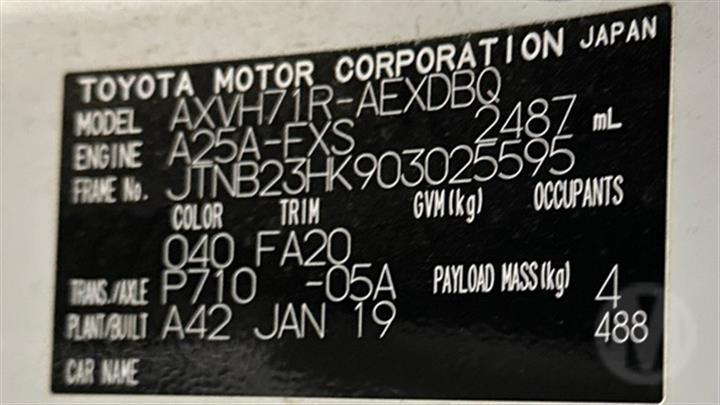 TOYOTA MOTOR CORPORATION JAPAN
MODEL AXVH71R-AEXDBQ
ENGINE A25A-FXS 2487 mL
FRAME No. JTNB23HK903025595
COLOR TRIM GVM(kg) OCCUPANTS
040 FA20
TRANS./AXLE P710 -05A PAYLOAD MASS(kg) 4
PLANT/BUILT A42 JAN 19 488
CAR NAME